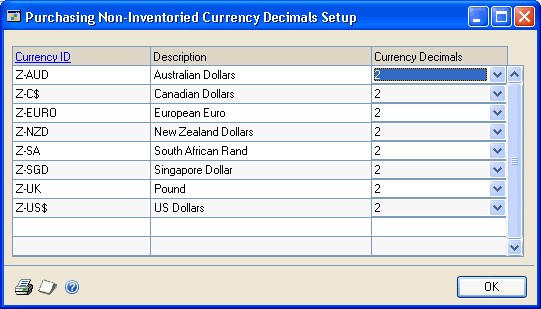 Purchasing Non-Inventoried Currency Decimals Setup
Currency ID Description Currency Decimals
Z-AUD Australian Dollars 2
Z-C$ Canadian Dollars 2
Z-EURO European Euro 2
Z-NZD New Zealand Dollars 2
Z-SA South African Rand 2
Z-SGD Singapore Dollar 2
Z-UK Pound 2
Z-US$ US Dollars 2
OK